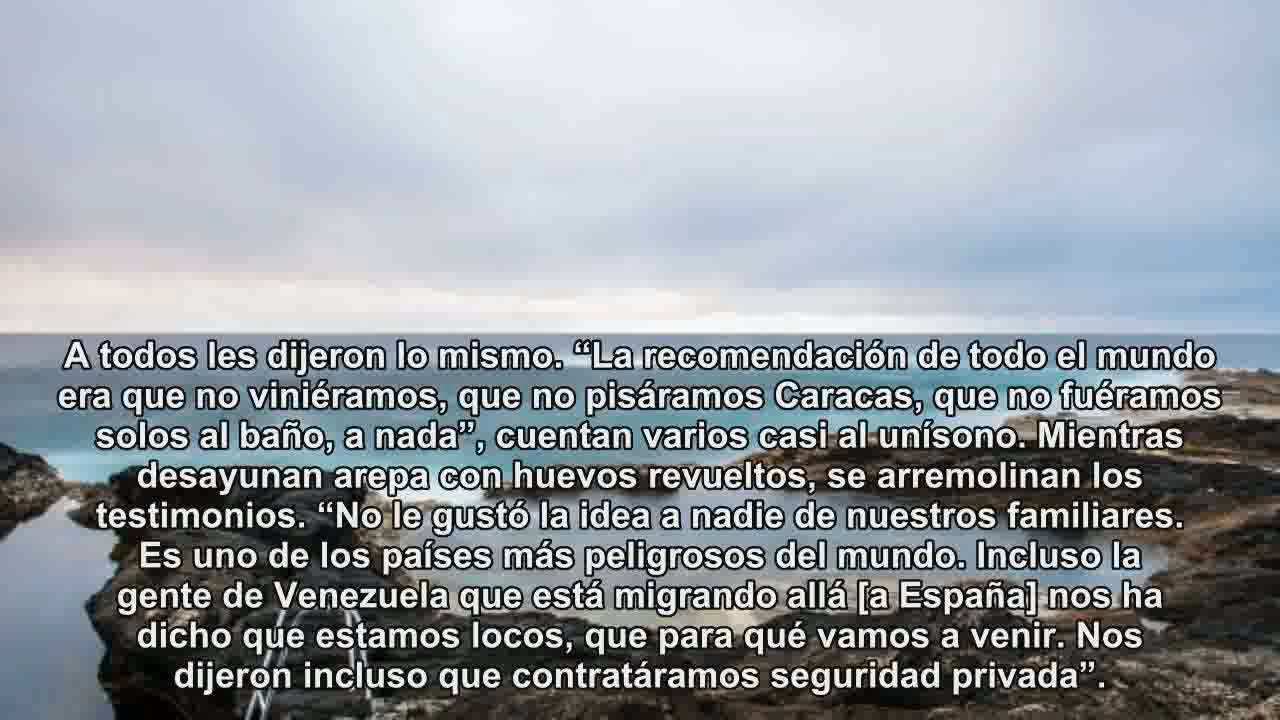 A todos les dijeron lo mismo. “La recomendación de todo el mundo
era que no viniéramos, que no pisáramos Caracas, que no fuéramos
solos al baño, a nada”, cuentan varios casi al unísono. Mientras
desayunan arepa con huevos revueltos, se arremolinan los
testimonios. “No le gustó la idea a nadie de nuestros familiares.
Es uno de los países más peligrosos del mundo. Incluso la
gente de Venezuela que está migrando allá [a España] nos ha
dicho que estamos locos, que para qué vamos a venir. Nos
dijeron incluso que contratáramos seguridad privada”.